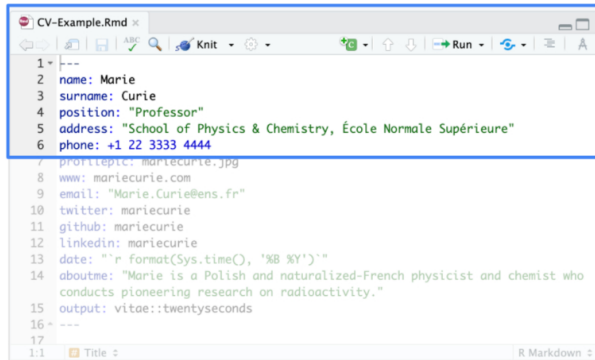 CV-Example.Rmd
ABC
Knit
Run
1 ---
2 name: Marie
3 surname: Curie
4 position: "Professor"
5 address: "School of Physics & Chemistry, École Normale Supérieure"
6 phone: +1 22 3333 4444
7 profilepic: mariecurie.jpg
8 www: mariecurie.com
9 email: "Marie.Curie@ens.fr"
10 twitter: mariecurie
11 github: mariecurie
12 linkedin: mariecurie
13 date: "`r format(Sys.time(), '%B %Y')`"
14 aboutme: "Marie is a Polish and naturalized-French physicist and chemist who
conducts pioneering research on radioactivity."
15 output: vitae::twentyseconds
16 ---
17
1:1 Title R Markdown